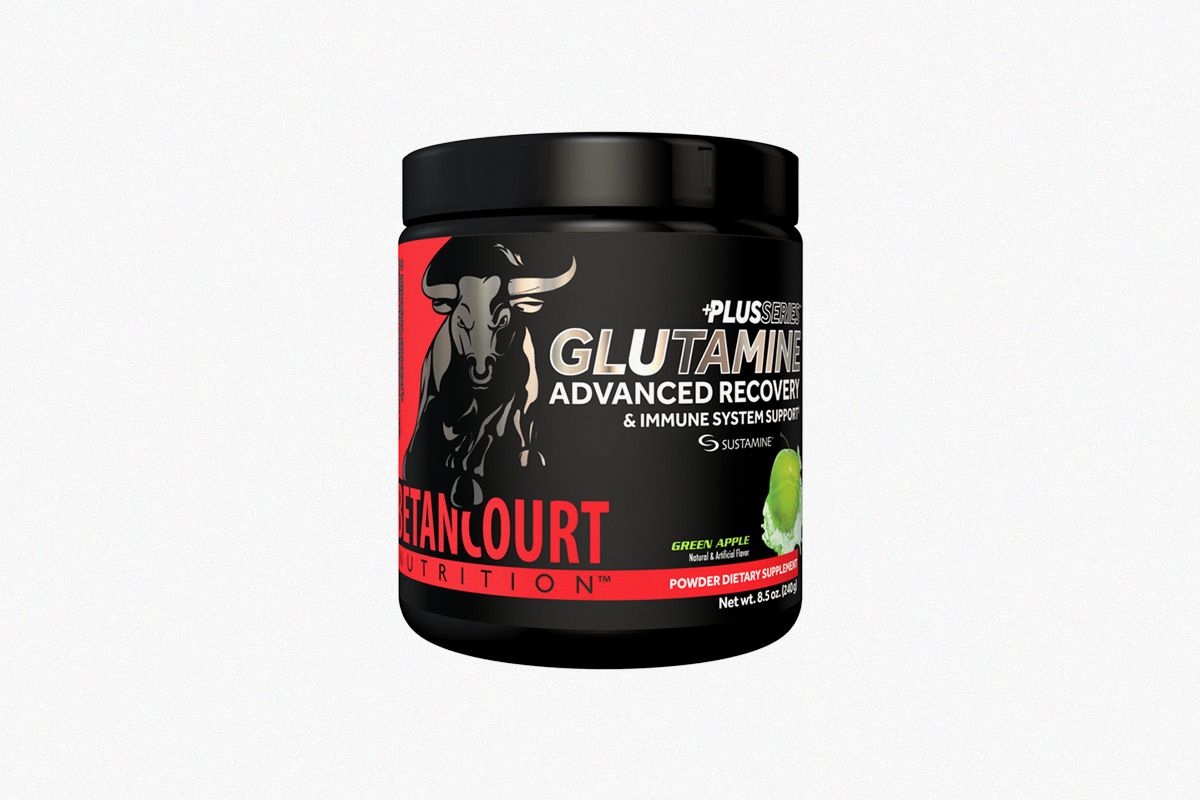 +PLUSSERIES
GLUTAMINE
ADVANCED RECOVERY
& IMMUNE SYSTEM SUPPORT
SUSTAMINE®
BETANCOURT
NUTRITION™
GREEN APPLE
Natural & Artificial Flavor
POWDER DIETARY SUPPLEMENT
Net wt. 8.5 oz. (240g)